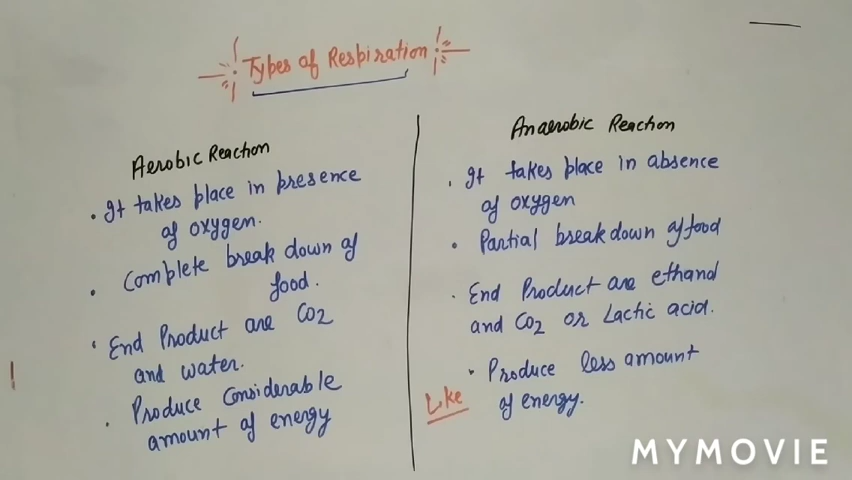 Types of Respiration
Aerobic Reaction
• It takes place in presence
of oxygen.
• Complete break down of
food.
• End Product are CO2
and water.
• Produce Considerable
amount of energy
Anaerobic Reaction
• It takes place in absence
of oxygen
• Partial breakdown of food
• End Product are ethanol
and CO2 or Lactic acid.
• Produce less amount
of energy.
Like
MYMOVIE